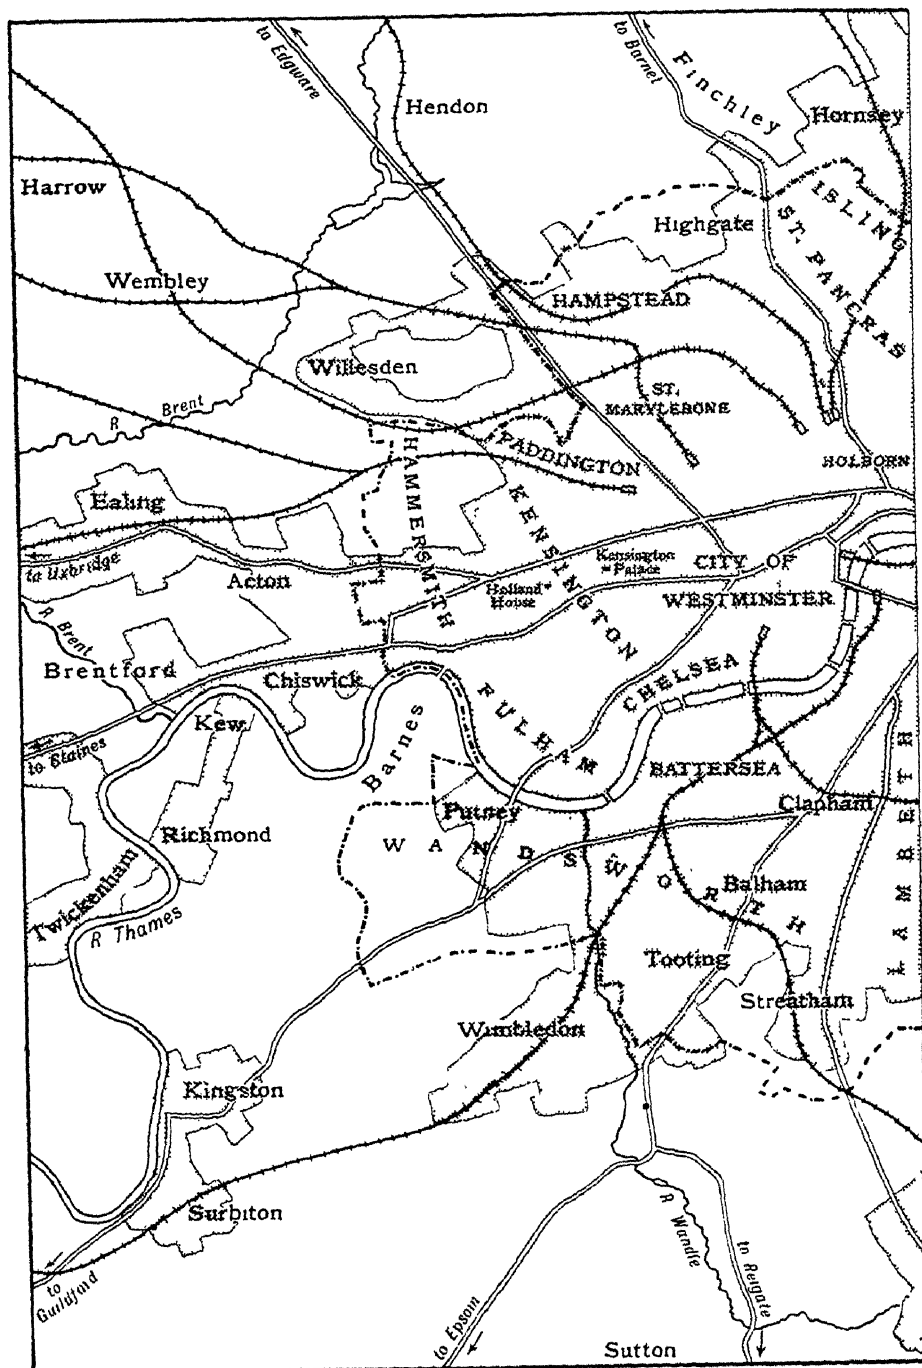 to Edgware
to Barnet
Finchley
Hendon
Hornsey
Harrow
ISLING
Highgate
ST. PANCRAS
Wembley
HAMPSTEAD
Willesden
R Brent
ST.
MARYLEBONE
PADDINGTON
HOLBORN
HAMMERSMITH
KENSINGTON
Ealing
to Uxbridge
Acton
Kensington
Palace
Holland
House
CITY OF
WESTMINSTER
R Brent
Brentford
Chiswick
CHELSEA
Kew
FULHAM
to Staines
Barnes
BATTERSEA
Putney
Clapham
Richmond
WANDSWORTH
LAMBETH
Twickenham
Balham
R Thames
Tooting
Streatham
Wimbledon
Kingston
Surbiton
R Wandle
to
Guildford
to Epsom
to Reigate
Sutton